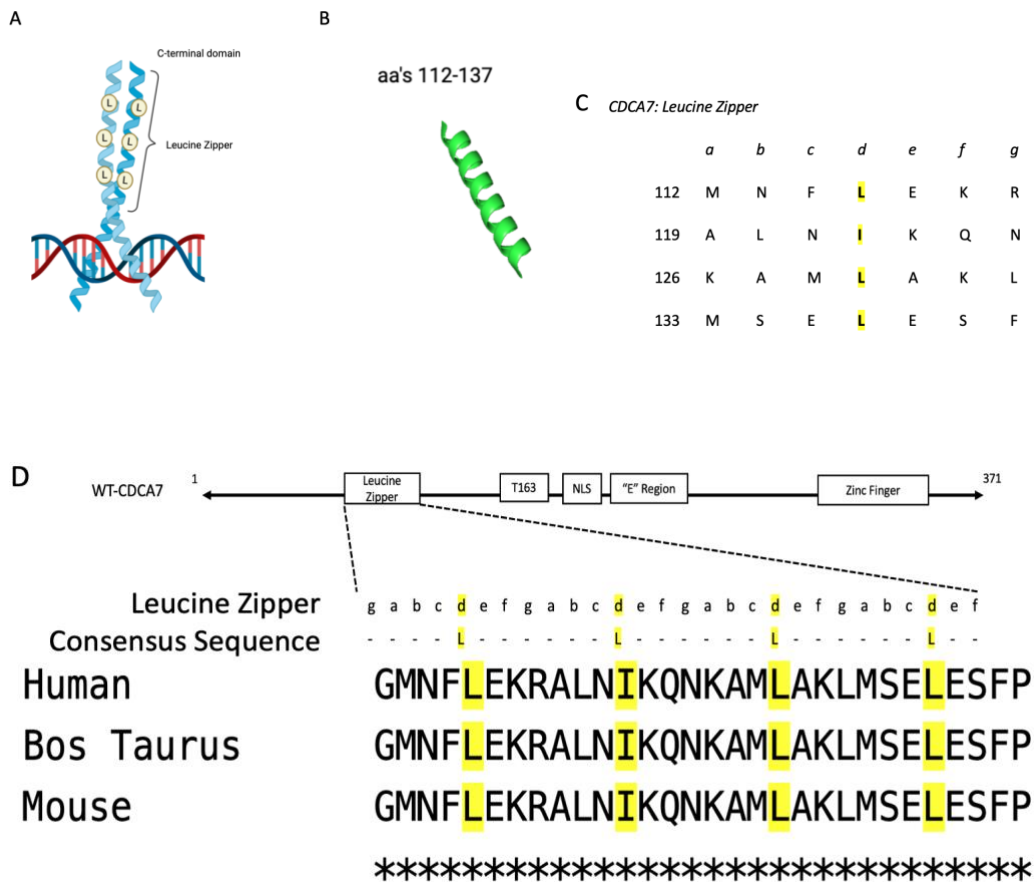 A
C-terminal domain
L L
L L
L L
Leucine Zipper
B
aa's 112-137
C CDCA7: Leucine Zipper
a b c d e f g
112 M N F L E K R
119 A L N I K Q N
126 K A M L A K L
133 M S E L E S F
D
WT-CDCA7
1
Leucine
Zipper
T163
NLS
"E" Region
Zinc Finger
371
Leucine Zipper g a b c d e f g a b c d e f g a b c d e f g a b c d e f
Consensus Sequence - - - - L - - - - - - L - - - - - - L - - - - - - L - -
Human GMNFLEKRALNIKQNKAMLAKLMSELESFP
Bos Taurus GMNFLEKRALNIKQNKAMLAKLMSELESFP
Mouse GMNFLEKRALNIKQNKAMLAKLMSELESFP
******************************